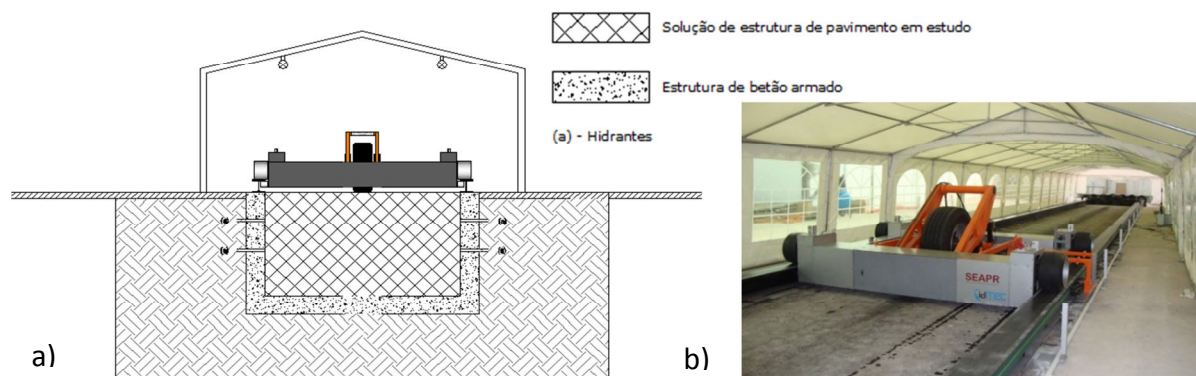 Solução de estrutura de pavimento em estudo
Estrutura de betão armado
(a) - Hidrantes
a)
SEAPR
b)